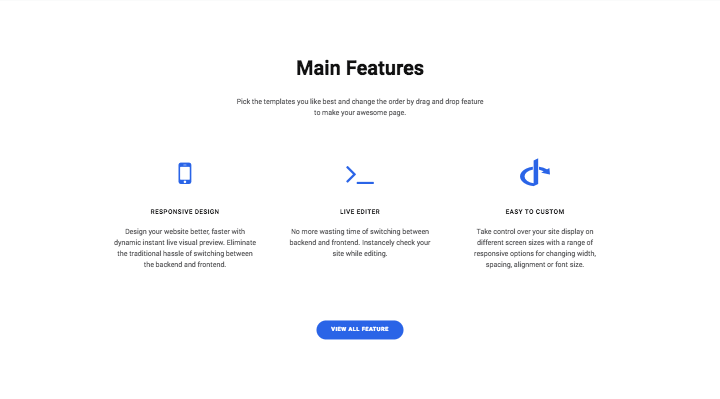 Main Features
Pick the templates you like best and change the order by drag and drop feature
to make your awesome page.
RESPONSIVE DESIGN
Design your website better, faster with
dynamic instant live visual preview. Eliminate
the traditional hassle of switching between
the backend and frontend.
LIVE EDITER
No more wasting time of switching between
backend and frontend. Instancely check your
site while editing.
EASY TO CUSTOM
Take control over your site display on
different screen sizes with a range of
responsive options for changing width,
spacing, alignment or font size.
VIEW ALL FEATURE